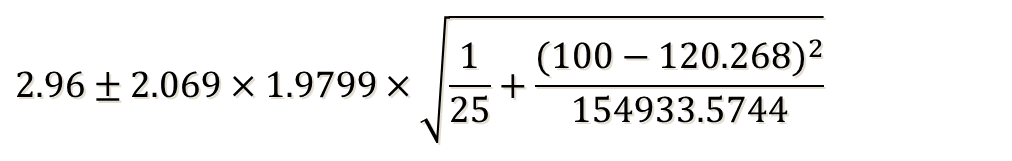 2.96 ± 2.069 × 1.9799 × √(1/25 + (100 − 120.268)²/154933.5744)